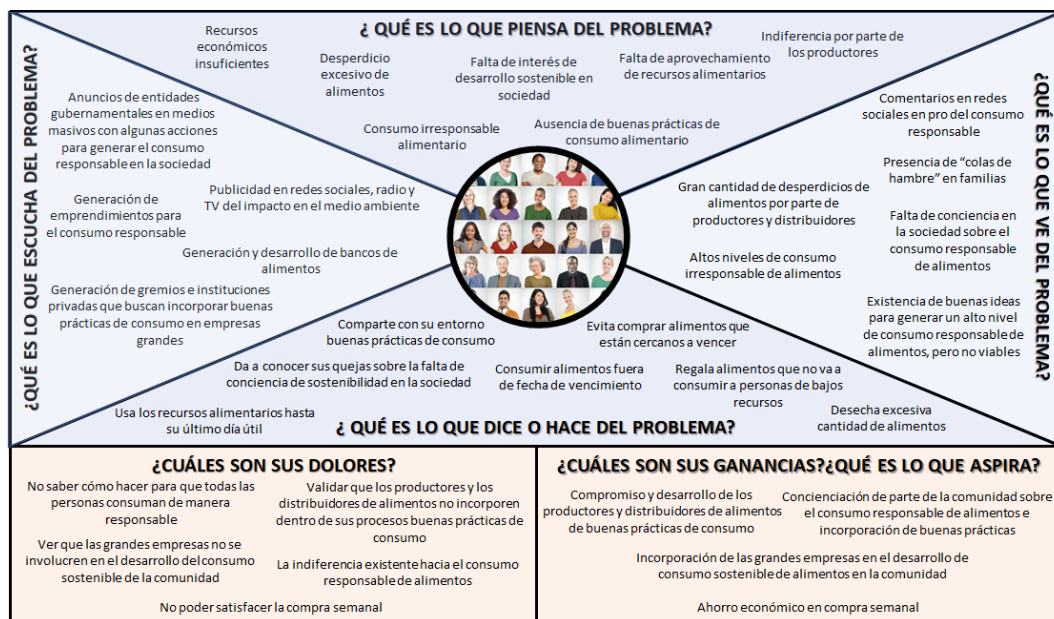 ¿ QUÉ ES LO QUE PIENSA DEL PROBLEMA?
Recursos
económicos
insuficientes
Desperdicio
excesivo de
alimentos
Falta de interés de
desarrollo sostenible en
sociedad
Falta de aprovechamiento
de recursos alimentarios
Indiferencia por parte de
los productores
Consumo irresponsable
alimentario
Ausencia de buenas prácticas de
consumo alimentario
¿QUÉ ES LO QUE ESCUCHA DEL PROBLEMA?
Anuncios de entidades
gubernamentales en medios
masivos con algunas acciones
para generar el consumo
responsable en la sociedad
Publicidad en redes sociales, radio y
TV del impacto en el medio ambiente
Generación de
emprendimientos para
el consumo responsable
Generación y desarrollo de bancos de
alimentos
Generación de gremios e instituciones
privadas que buscan incorporar buenas
prácticas de consumo en empresas
grandes
¿QUÉ ES LO QUE VE DEL PROBLEMA?
Comentarios en redes
sociales en pro del consumo
responsable
Presencia de “colas de
hambre” en familias
Gran cantidad de desperdicios de
alimentos por parte de
productores y distribuidores
Falta de conciencia en
la sociedad sobre el
consumo responsable
de alimentos
Altos niveles de consumo
irresponsable de alimentos
Existencia de buenas ideas
para generar un alto nivel
de consumo responsable de
alimentos, pero no viables
Comparte con su entorno
buenas prácticas de consumo
Evita comprar alimentos que
están cercanos a vencer
Da a conocer sus quejas sobre la falta de
conciencia de sostenibilidad en la sociedad
Consumir alimentos fuera
de fecha de vencimiento
Regala alimentos que no va a
consumir a personas de bajos
recursos
Usa los recursos alimentarios hasta
su último día útil
Desecha excesiva
cantidad de alimentos
¿ QUÉ ES LO QUE DICE O HACE DEL PROBLEMA?
¿CUÁLES SON SUS DOLORES?
No saber cómo hacer para que todas las
personas consuman de manera
responsable
Validar que los productores y los
distribuidores de alimentos no incorporen
dentro de sus procesos buenas prácticas de
consumo
Ver que las grandes empresas no se
involucren en el desarrollo del consumo
sostenible de la comunidad
La indiferencia existente hacia el consumo
responsable de alimentos
No poder satisfacer la compra semanal
¿CUÁLES SON SUS GANANCIAS?¿QUÉ ES LO QUE ASPIRA?
Compromiso y desarrollo de los
productores y distribuidores de alimentos
de buenas prácticas de consumo
Concienciación de parte de la comunidad sobre
el consumo responsable de alimentos e
incorporación de buenas prácticas
Incorporación de las grandes empresas en el desarrollo de
consumo sostenible de alimentos en la comunidad
Ahorro económico en compra semanal